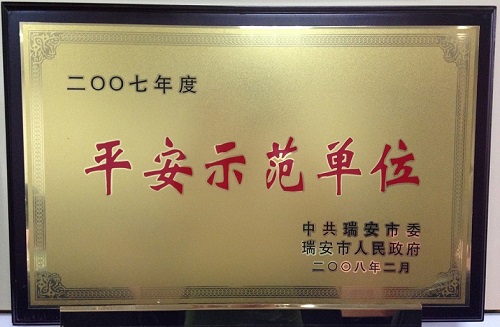 二〇〇七年度
平安示范单位
中共瑞安市委
瑞安市人民政府
二〇〇八年二月